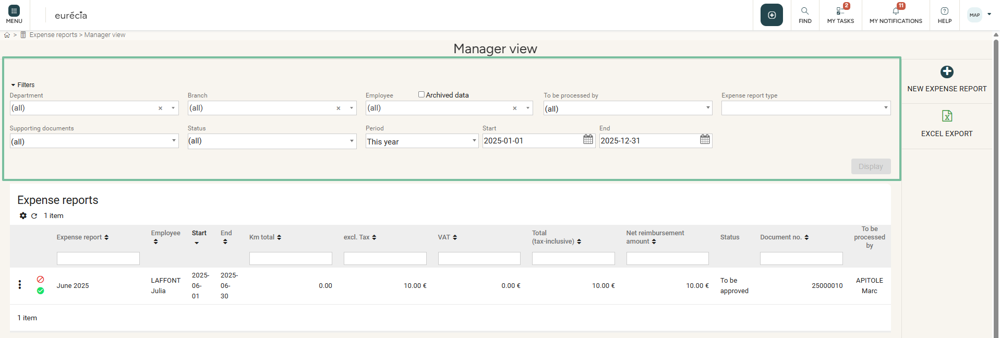 MENU
eurécia
FIND
2
MY TASKS
11
MY NOTIFICATIONS
HELP
MAP
> Expense reports > Manager view
Manager view
Filters
Department
Branch
Employee
Archived data
To be processed by
Expense report type
(all) ×
(all) ×
(all) ×
(all)
Supporting documents
Status
Period
Start
End
(all)
(all)
This year
2025-01-01
2025-12-31
Display
NEW EXPENSE REPORT
EXCEL EXPORT
Expense reports
1 item
Expense report
Employee
Start
End
Km total
excl. Tax
VAT
Total
(tax-inclusive)
Net reimbursement
amount
Status
Document no.
To be
processed
by
June 2025
LAFFONT
Julia
2025-
06-
01
2025-
06-
30
0.00
10.00 €
0.00 €
10.00 €
10.00 €
To be
approved
25000010
APITOLE
Marc
1 item